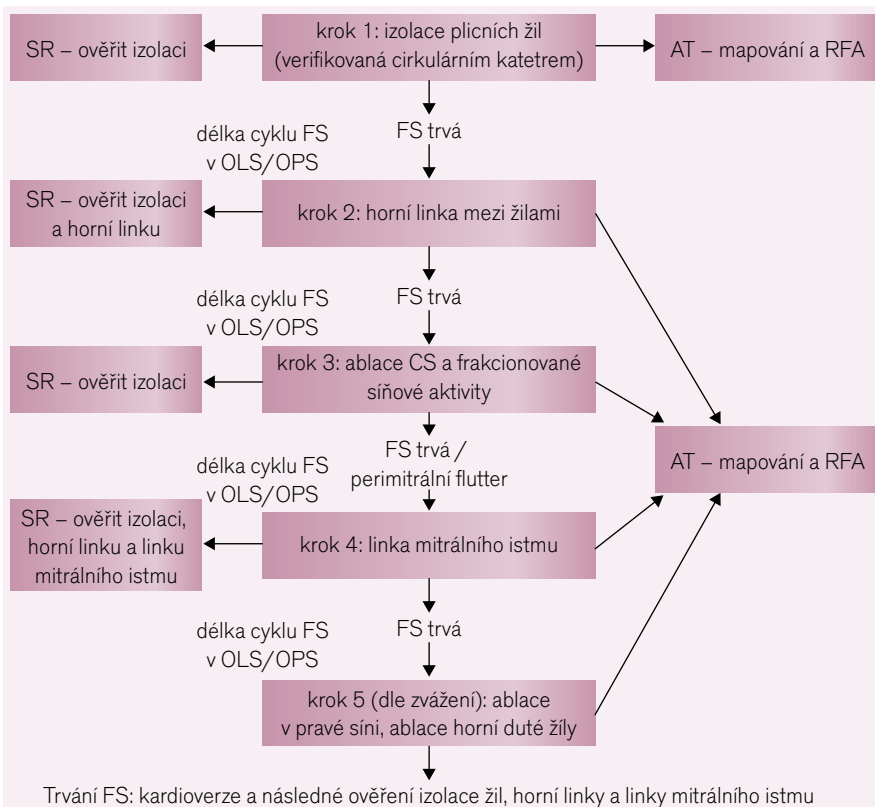 krok 1: izolace plicních žil
(verifikovaná cirkulárním katetrem)
SR – ověřit izolaci
AT – mapování a RFA
FS trvá
délka cyklu FS
v OLS/OPS
krok 2: horní linka mezi žilami
SR – ověřit izolaci
a horní linku
FS trvá
délka cyklu FS
v OLS/OPS
krok 3: ablace CS a frakcionované
síňové aktivity
SR – ověřit izolaci
AT – mapování a RFA
FS trvá /
perimitrální flutter
délka cyklu FS
v OLS/OPS
krok 4: linka mitrálního istmu
SR – ověřit izolaci,
horní linku a linku
mitrálního istmu
FS trvá
délka cyklu FS
v OLS/OPS
krok 5 (dle zvážení): ablace
v pravé síni, ablace horní duté žíly
Trvání FS: kardioverze a následné ověření izolace žil, horní linky a linky mitrálního istmu